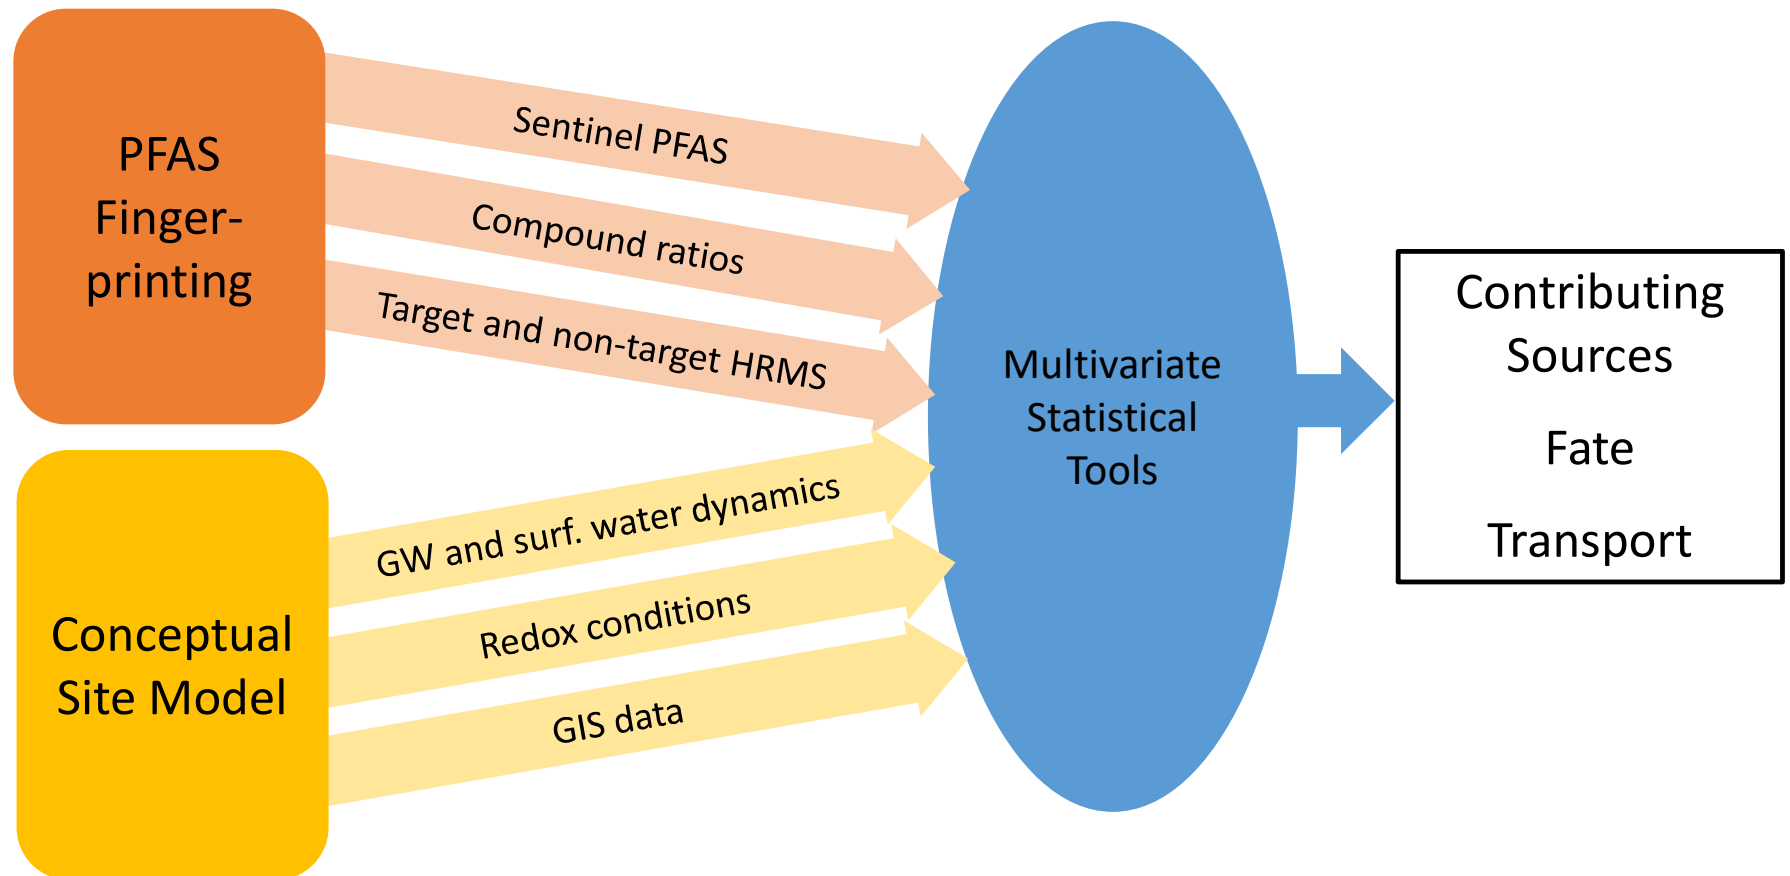 PFAS
Finger-
printing
Sentinel PFAS
Compound ratios
Target and non-target HRMS
Conceptual
Site Model
GW and surf. water dynamics
Redox conditions
GIS data
Multivariate
Statistical
Tools
Contributing
Sources
Fate
Transport